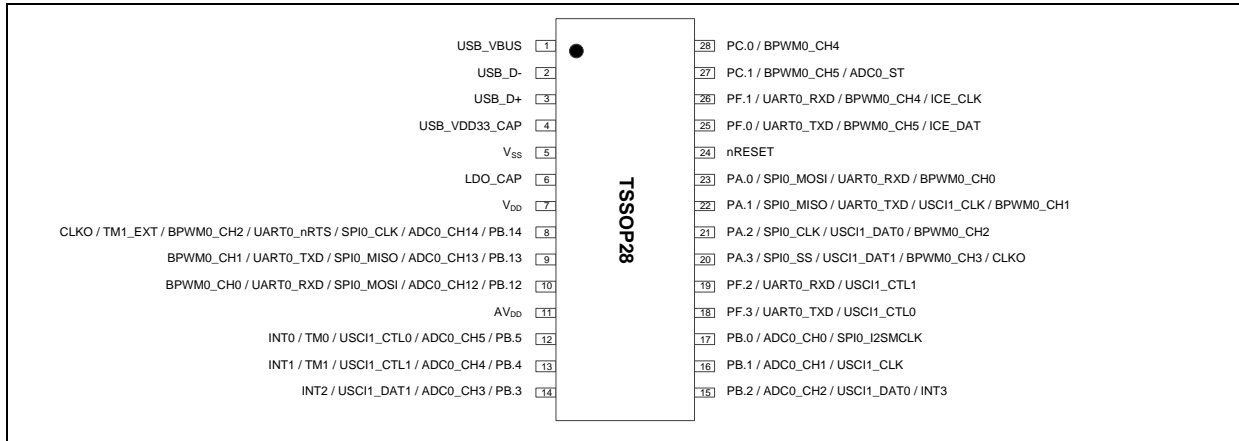 USB_VBUS 1
USB_D- 2
USB_D+ 3
USB_VDD33_CAP 4
VSS 5
LDO_CAP 6
VDD 7
CLKO / TM1_EXT / BPWM0_CH2 / UART0_nRTS / SPI0_CLK / ADC0_CH14 / PB.14 8
BPWM0_CH1 / UART0_TXD / SPI0_MISO / ADC0_CH13 / PB.13 9
BPWM0_CH0 / UART0_RXD / SPI0_MOSI / ADC0_CH12 / PB.12 10
AVDD 11
INT0 / TM0 / USCI1_CTL0 / ADC0_CH5 / PB.5 12
INT1 / TM1 / USCI1_CTL1 / ADC0_CH4 / PB.4 13
INT2 / USCI1_DAT1 / ADC0_CH3 / PB.3 14
TSSOP28
28 PC.0 / BPWM0_CH4
27 PC.1 / BPWM0_CH5 / ADC0_ST
26 PF.1 / UART0_RXD / BPWM0_CH4 / ICE_CLK
25 PF.0 / UART0_TXD / BPWM0_CH5 / ICE_DAT
24 nRESET
23 PA.0 / SPI0_MOSI / UART0_RXD / BPWM0_CH0
22 PA.1 / SPI0_MISO / UART0_TXD / USCI1_CLK / BPWM0_CH1
21 PA.2 / SPI0_CLK / USCI1_DAT0 / BPWM0_CH2
20 PA.3 / SPI0_SS / USCI1_DAT1 / BPWM0_CH3 / CLKO
19 PF.2 / UART0_RXD / USCI1_CTL1
18 PF.3 / UART0_TXD / USCI1_CTL0
17 PB.0 / ADC0_CH0 / SPI0_I2SMCLK
16 PB.1 / ADC0_CH1 / USCI1_CLK
15 PB.2 / ADC0_CH2 / USCI1_DAT0 / INT3